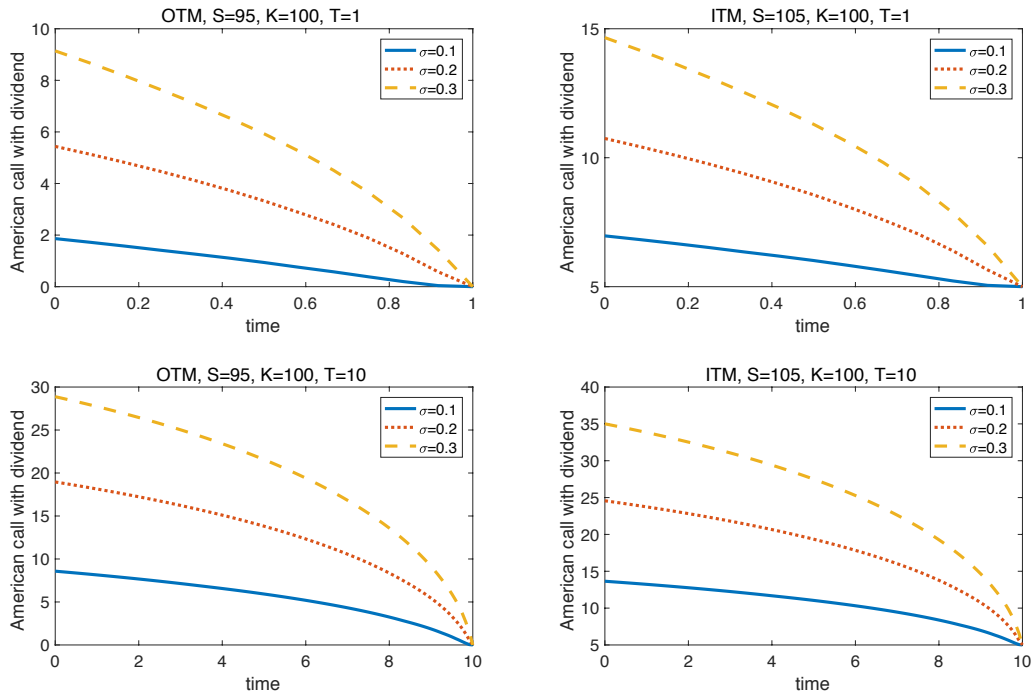 OTM, S=95, K=100, T=1
American call with dividend
10
8
6
4
2
0
σ=0.1
σ=0.2
σ=0.3
0 0.2 0.4 0.6 0.8 1
time
ITM, S=105, K=100, T=1
American call with dividend
15
10
5
σ=0.1
σ=0.2
σ=0.3
0 0.2 0.4 0.6 0.8 1
time
OTM, S=95, K=100, T=10
American call with dividend
30
25
20
15
10
5
0
σ=0.1
σ=0.2
σ=0.3
0 2 4 6 8 10
time
ITM, S=105, K=100, T=10
American call with dividend
40
35
30
25
20
15
10
5
σ=0.1
σ=0.2
σ=0.3
0 2 4 6 8 10
time